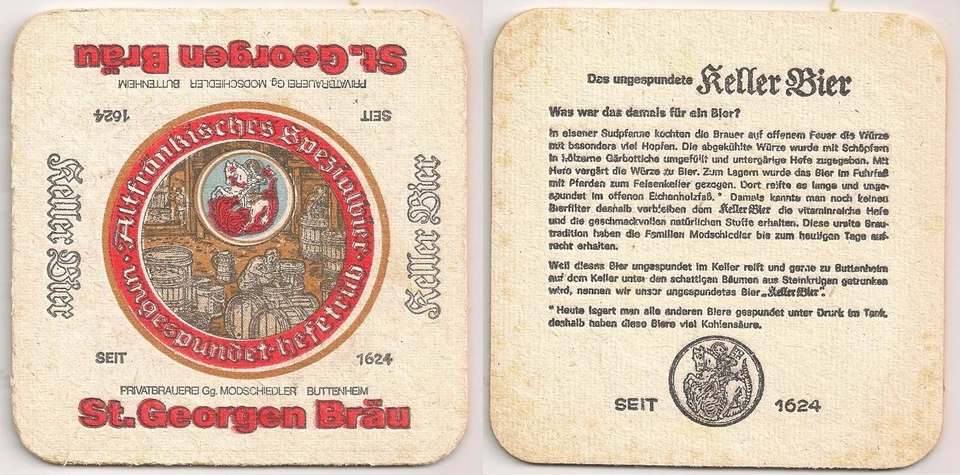 St.Georgen Bräu
PRIVATBRAUEREI Gg. MODSCHIEDLER BUTTENHEIM
SEIT 1624
Keller Bier
Altfränkisches Spezialbier
ungespundet-hefetrüb
Keller Bier
SEIT 1624
PRIVATBRAUEREI Gg. MODSCHIEDLER BUTTENHEIM
St.Georgen Bräu
Das ungespundete Keller Bier
Was war das damals für ein Bier?
In eisener Sudpfanne kochten die Brauer auf offenem Feuer die Würze
mit besonders viel Hopfen. Die abgekühlte Würze wurde mit Schöpfern
in hölzerne Gärbottiche umgefüllt und untergärige Hefe zugegeben. Mit
Hefe vergärt die Würze zu Bier. Zum Lagern wurde das Bier im Fuhrfaß
mit Pferden zum Felsenkeller gezogen. Dort reifte es lange und unge-
spundet im offenen Eichenholzfaß.* Damals kannte man noch keinen
Bierfilter deshalb verbleiben dem Keller Bier die vitaminreiche Hefe
und die geschmackvollen natürlichen Stoffe erhalten. Diese uralte Brau-
tradition haben die Familien Modschiedler bis zum heutigen Tage auf-
recht erhalten.
Weil dieses Bier ungespundet im Keller reift und gerne zu Buttenheim
auf dem Keller unter den schattigen Bäumen aus Steinkrügen getrunken
wird, nennen wir unser ungespundetes Bier „Keller Bier".
* Heute lagert man alle anderen Biere gespundet unter Druck im Tank,
deshalb haben diese Biere viel Kohlensäure.
SEIT 1624